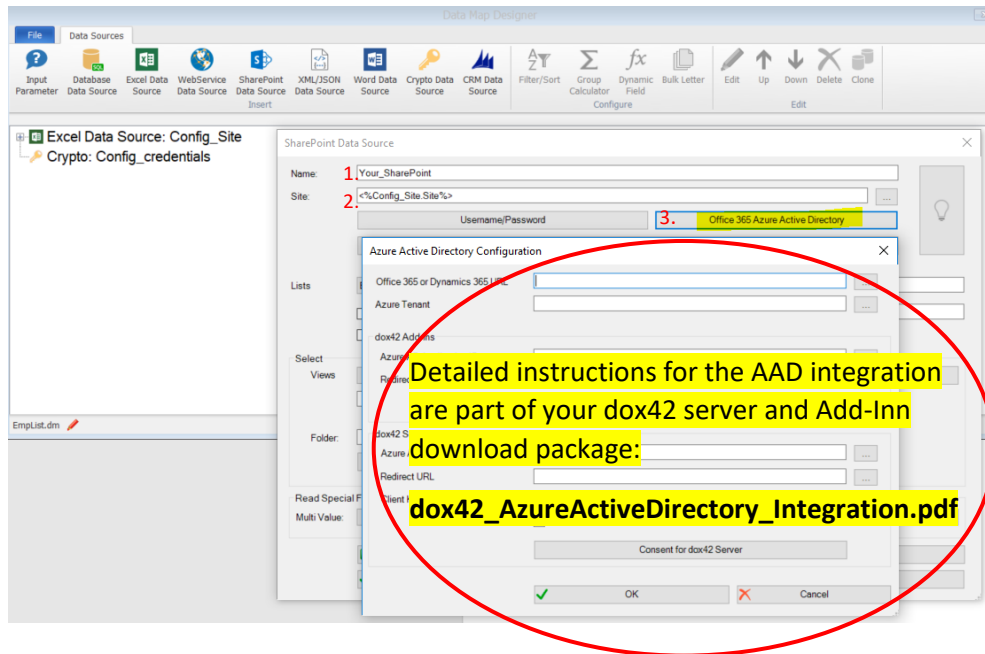 Data Map Designer
File
Data Sources
Input Parameter
Database Data Source
Excel Data Source
WebService Data Source
SharePoint Data Source
XML/JSON Data Source
Word Data Source
Crypto Data Source
CRM Data Source
Filter/Sort
Group Calculator
Dynamic Field
Bulk Letter
Edit
Up
Down
Delete
Clone
Insert
Configure
Edit
Excel Data Source: Config_Site
Crypto: Config_credentials
EmpList.dm
SharePoint Data Source
Name:
1.
Your_SharePoint
Site:
2.
<%Config_Site.Site%>
...
Username/Password
3.
Office 365 Azure Active Directory
Lists
Select
Views
Folder:
Read Special F
Multi Value:
Azure Active Directory Configuration
Office 365 or Dynamics 365 URL
...
Azure Tenant
...
dox42 Add-Ins
Azure
Redirec
dox42 S
Azure A
...
Redirect URL
...
Client
Detailed instructions for the AAD integration
are part of your dox42 server and Add-Inn
download package:
dox42_AzureActiveDirectory_Integration.pdf
Consent for dox42 Server
OK
Cancel